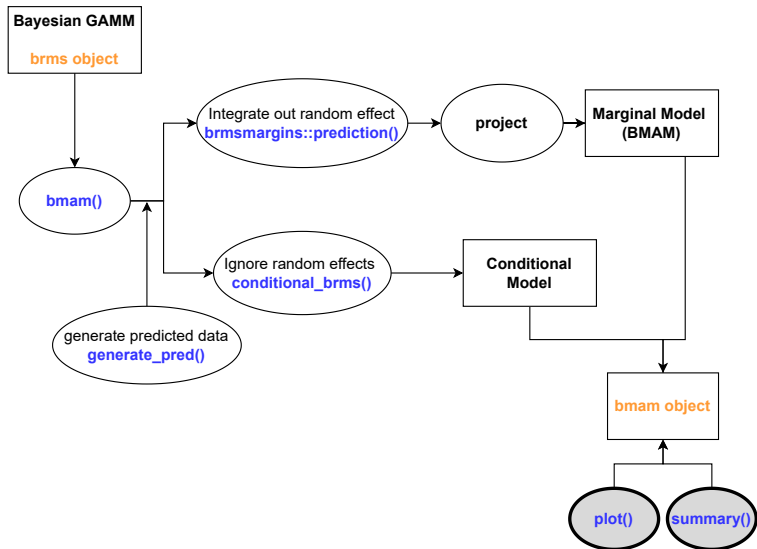 Bayesian GAMM
brms object
Integrate out random effect
brmsmargins::prediction()
project
Marginal Model
(BMAM)
bmam()
Ignore random effects
conditional_brms()
Conditional
Model
generate predicted data
generate_pred()
bmam object
plot()
summary()